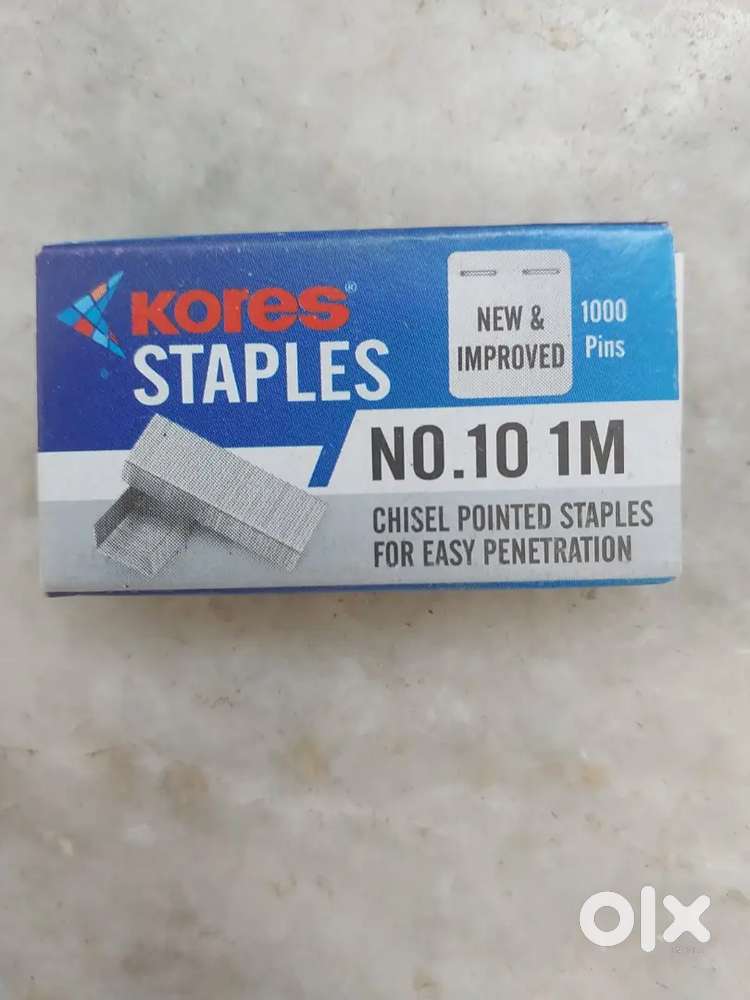 Kores®
STAPLES
NEW &
IMPROVED
1000
Pins
NO.10 1M
CHISEL POINTED STAPLES
FOR EASY PENETRATION
olx